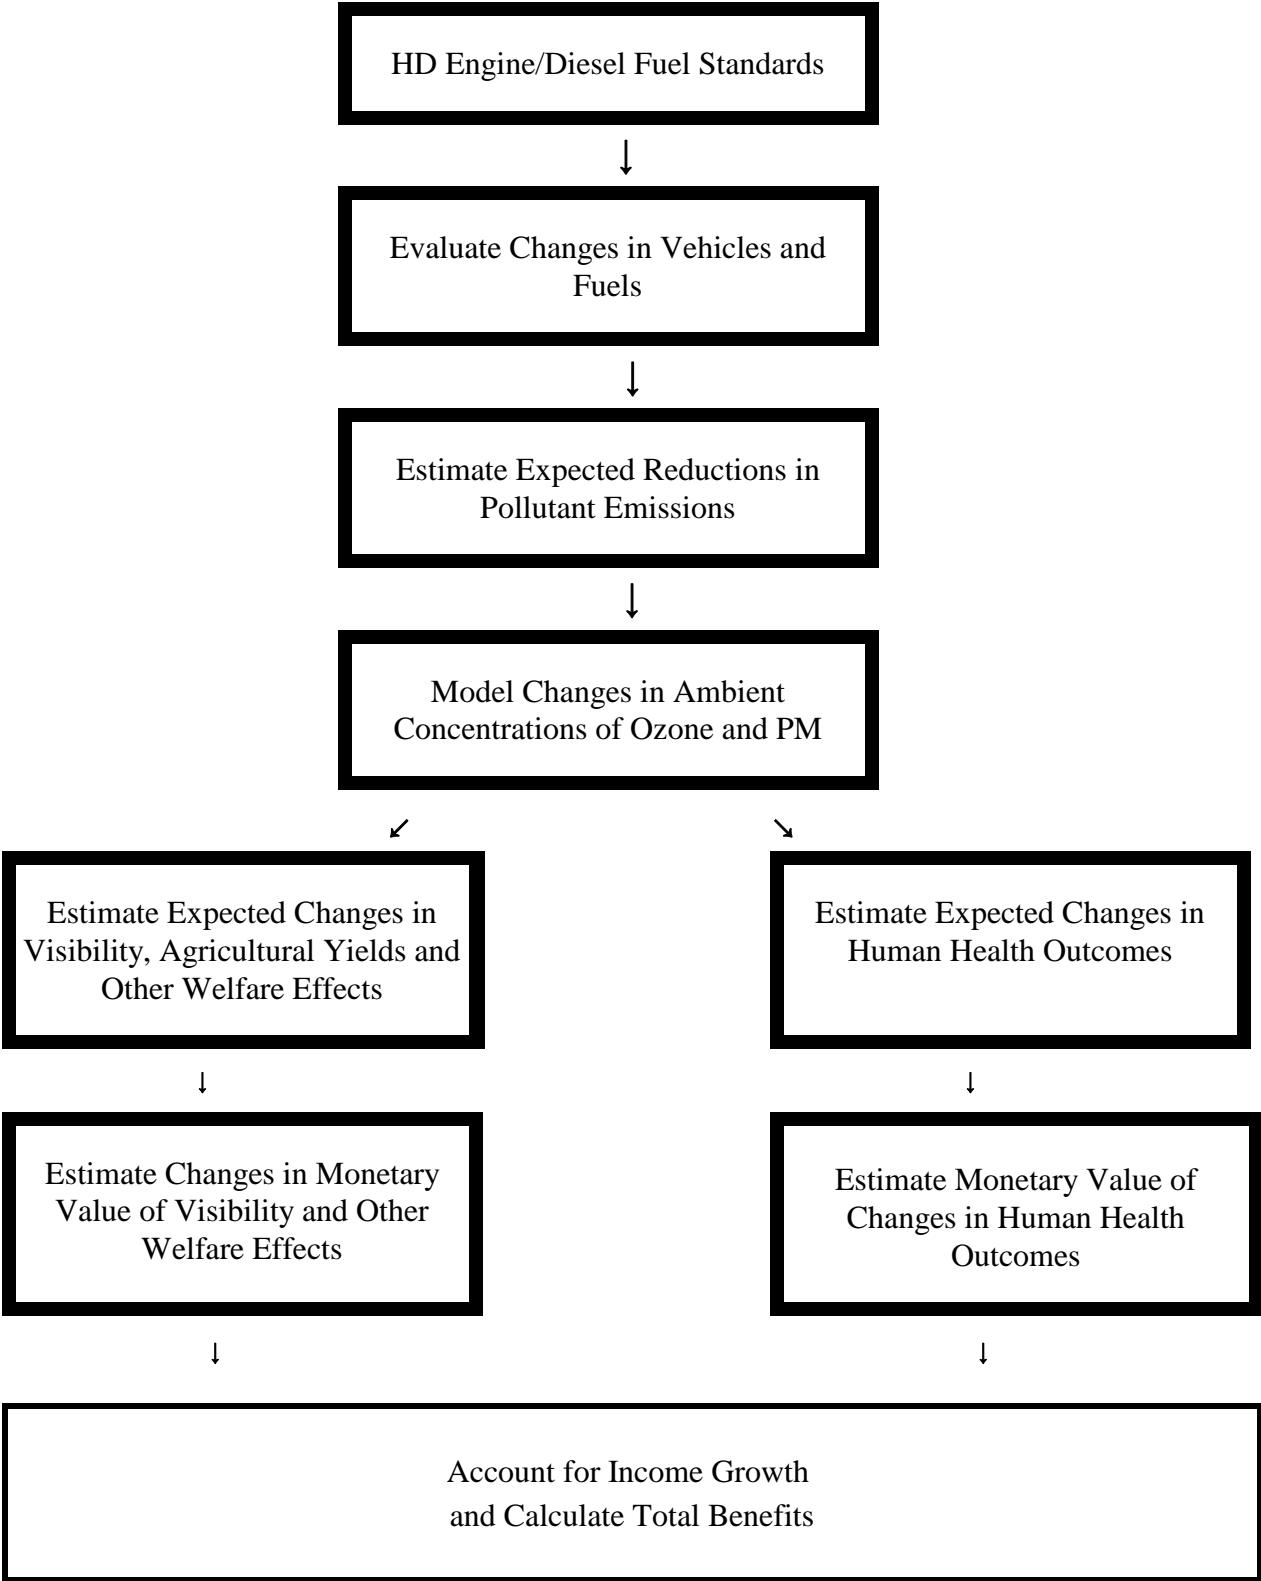 HD Engine/Diesel Fuel Standards
Evaluate Changes in Vehicles and
Fuels
Estimate Expected Reductions in
Pollutant Emissions
Model Changes in Ambient
Concentrations of Ozone and PM
Estimate Expected Changes in
Visibility, Agricultural Yields and
Other Welfare Effects
Estimate Expected Changes in
Human Health Outcomes
Estimate Changes in Monetary
Value of Visibility and Other
Welfare Effects
Estimate Monetary Value of
Changes in Human Health
Outcomes
Account for Income Growth
and Calculate Total Benefits